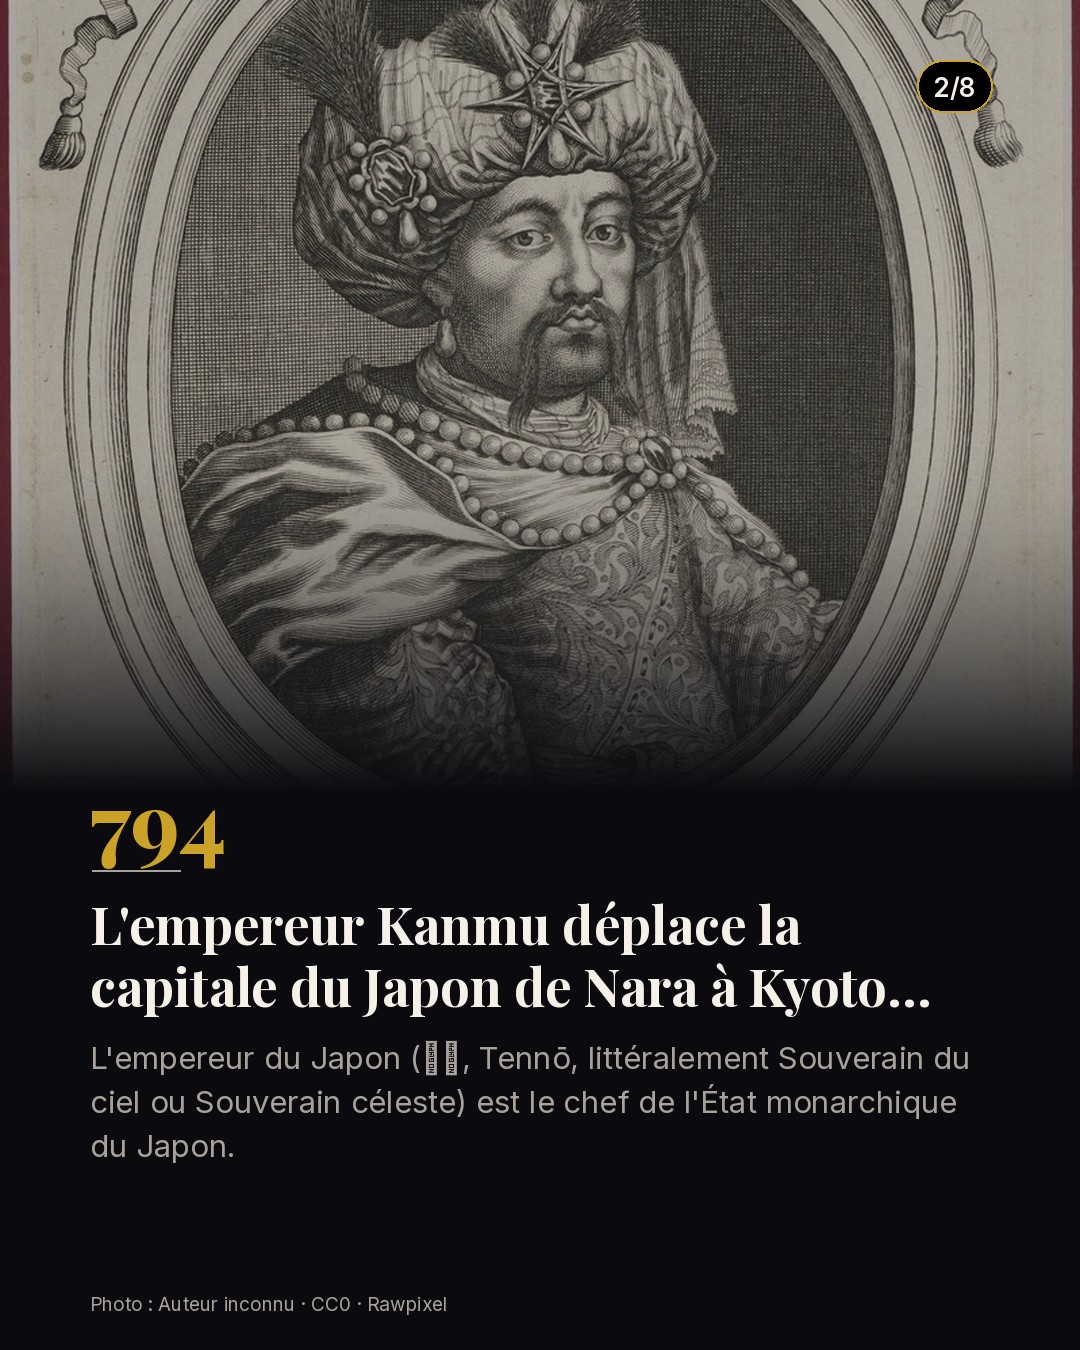 2/8
794
L'empereur Kanmu déplace la
capitale du Japon de Nara à Kyoto...
L'empereur du Japon (, Tennō, littéralement Souverain du
ciel ou Souverain céleste) est le chef de l'État monarchique
du Japon.
Photo : Auteur inconnu · CC0 · Rawpixel